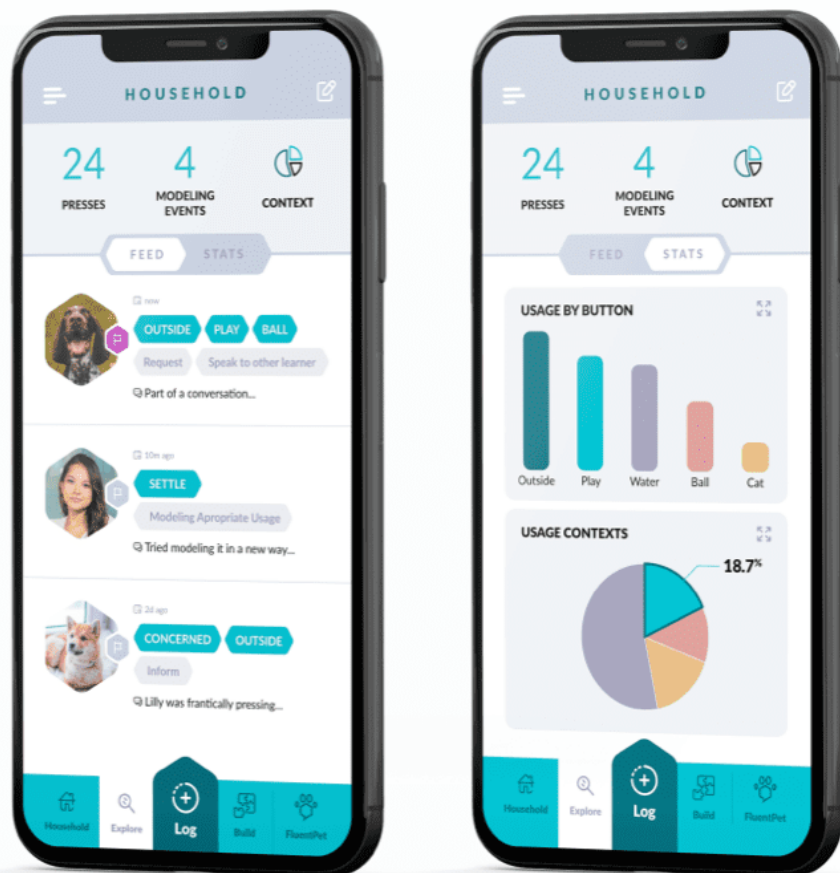 HOUSEHOLD
24
4
PRESSES
MODELING
EVENTS
CONTEXT
FEED
STATS
now
OUTSIDE
PLAY
BALL
Request
Speak to other learner
Part of a conversation...
10m ago
SETTLE
Modeling Apropriate Usage
Tried modeling it in a new way...
2d ago
CONCERNED
OUTSIDE
Inform
Lilly was frantically pressing...
Household
Explore
Log
Build
FluentPet
HOUSEHOLD
24
4
PRESSES
MODELING
EVENTS
CONTEXT
FEED
STATS
USAGE BY BUTTON
Outside
Play
Water
Ball
Cat
USAGE CONTEXTS
18.7%
Household
Explore
Log
Build
FluentPet